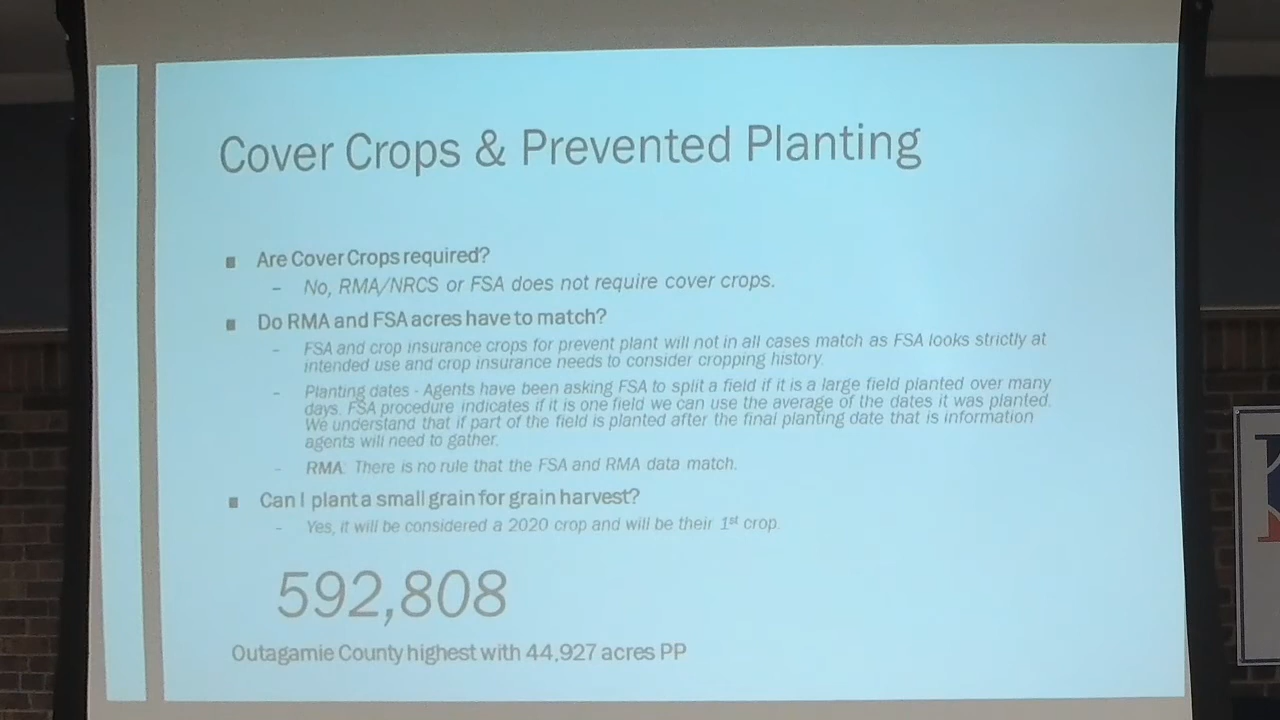 Cover Crops & Prevented Planting
Are Cover Crops required?
– No, RMA/NRCS or FSA does not require cover crops.
Do RMA and FSA acres have to match?
– FSA and crop insurance crops for prevent plant will not in all cases match as FSA looks strictly at
intended use and crop insurance needs to consider cropping history.
– Planting dates - Agents have been asking FSA to split a field if it is a large field planted over many
days. FSA procedure indicates if it is one field we can use the average of the dates it was planted.
We understand that if part of the field is planted after the final planting date that is information
agents will need to gather.
– RMA: There is no rule that the FSA and RMA data match.
Can I plant a small grain for grain harvest?
– Yes, it will be considered a 2020 crop and will be their 1st crop.
592,808
Outagamie County highest with 44,927 acres PP